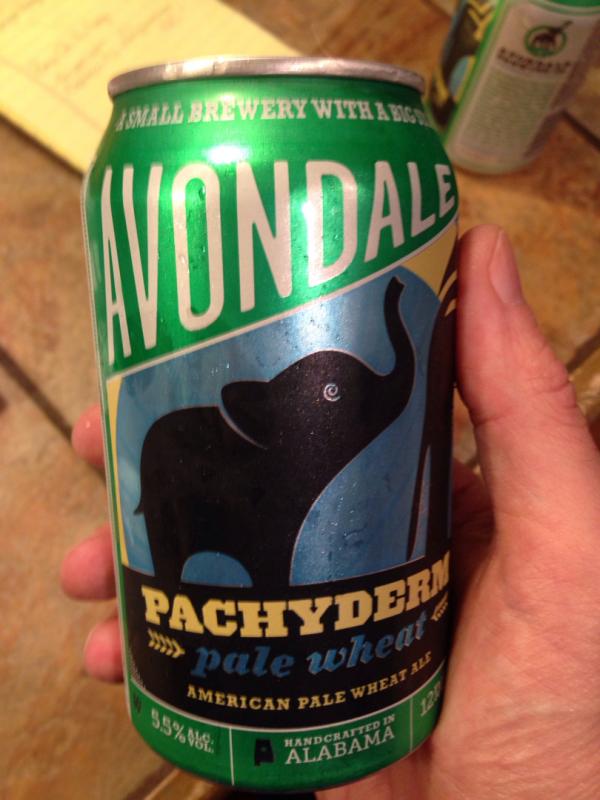 A SMALL BREWERY WITH A BIG
AVONDALE
PACHYDERM
pale wheat
AMERICAN PALE WHEAT ALE
5.5% ALC.
VOL.
HANDCRAFTED IN
ALABAMA
12